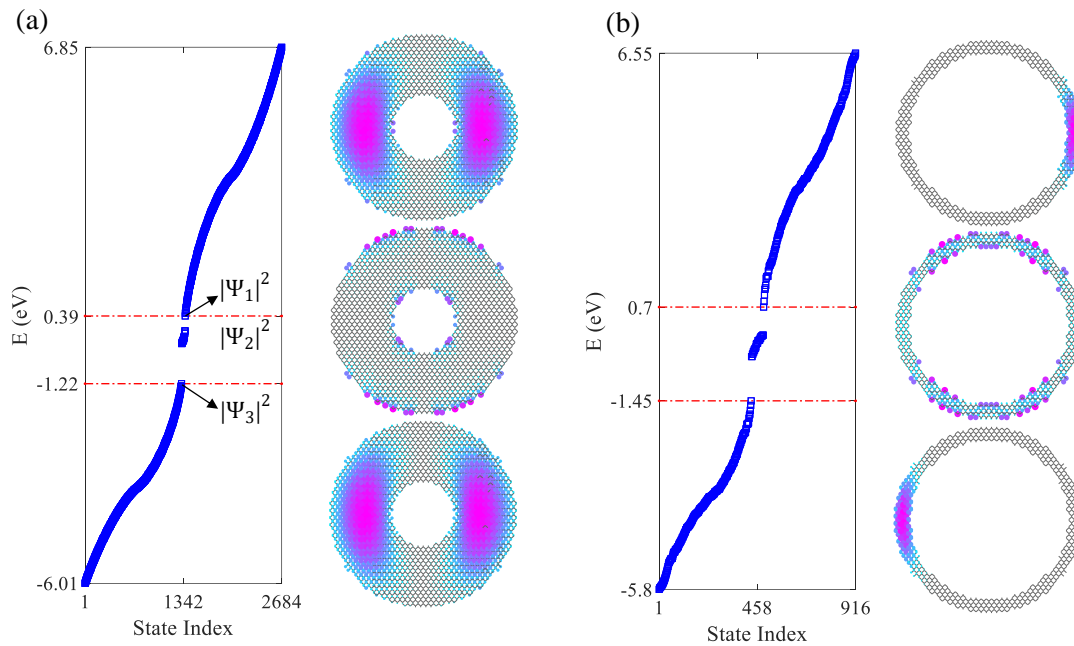 (a)
6.85
0.39
-1.22
-6.01
E (eV)
|Ψ₁|²
|Ψ₂|²
|Ψ₃|²
1 1342 2684
State Index
(b)
6.55
0.7
-1.45
-5.8
E (eV)
1 458 916
State Index